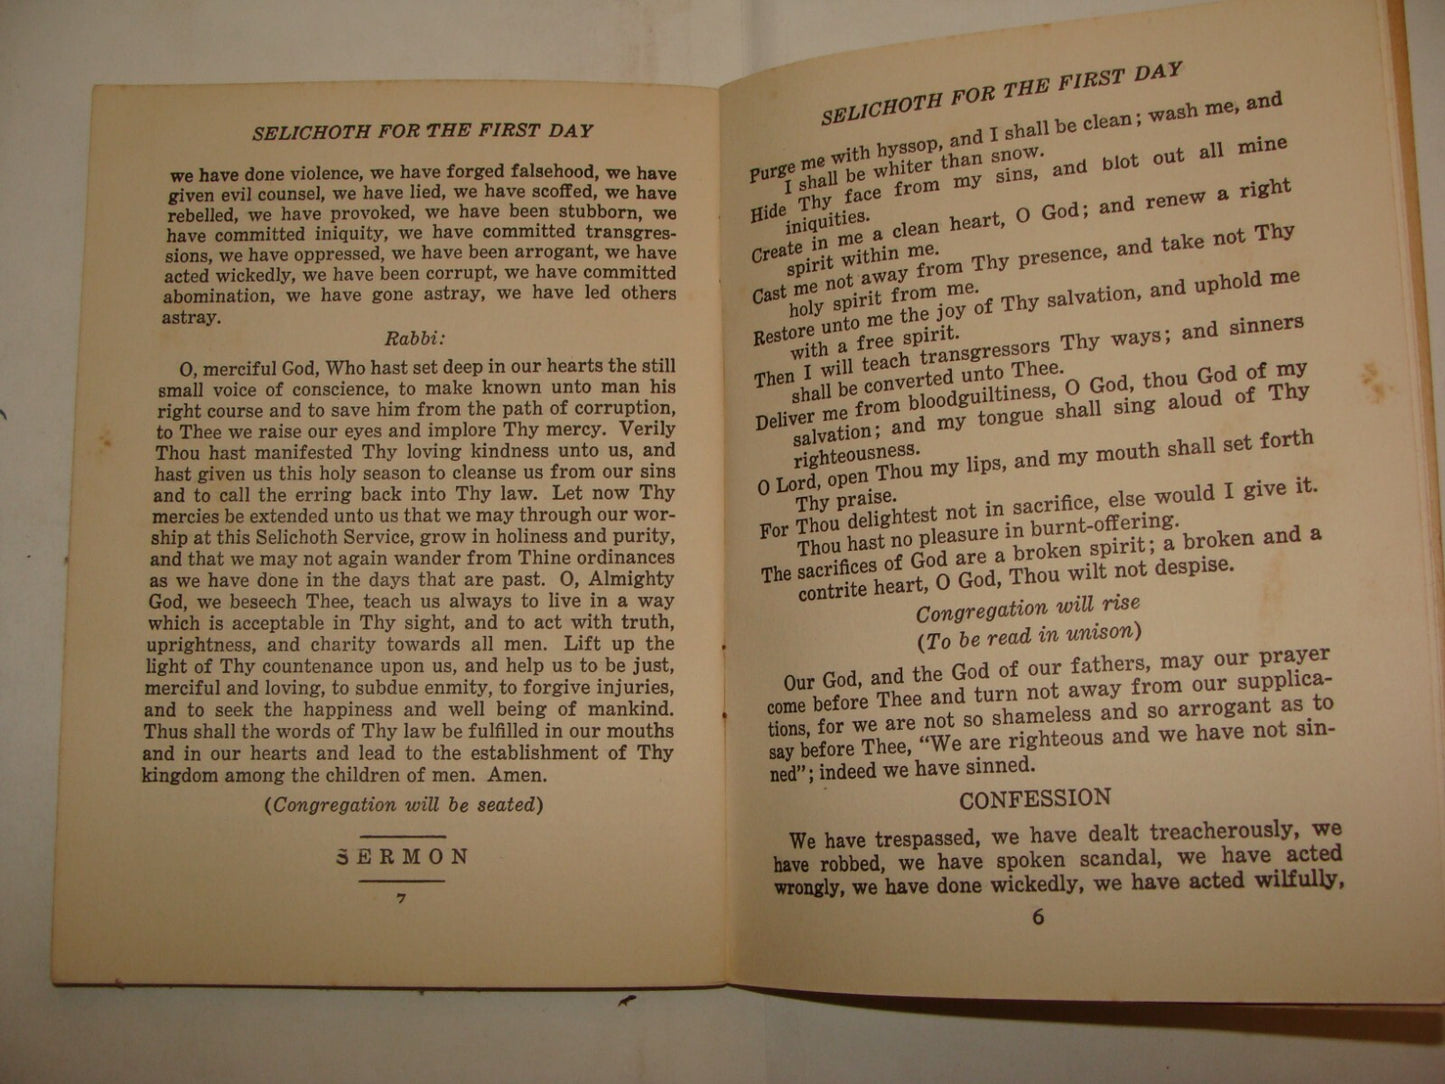 SELICHOTH FOR THE FIRST DAY
Purge me with hyssop, and I shall be clean; wash me, and
I shall be whiter than snow.
Hide Thy face from my sins, and blot out all mine
iniquities.
Create in me a clean heart, O God; and renew a right
spirit within me.
Cast me not away from Thy presence, and take not Thy
holy spirit from me.
Restore unto me the joy of Thy salvation, and uphold me
with a free spirit.
Then I will teach transgressors Thy ways; and sinners
shall be converted unto Thee.
Deliver me from bloodguiltiness, O God, thou God of my
salvation; and my tongue shall sing aloud of Thy
righteousness.
O Lord, open Thou my lips, and my mouth shall set forth
Thy praise.
For Thou delightest not in sacrifice, else would I give it.
Thou hast no pleasure in burnt-offering.
The sacrifices of God are a broken spirit; a broken and a
contrite heart, O God, Thou wilt not despise.
Congregation will rise
(To be read in unison)
Our God, and the God of our fathers, may our prayer
come before Thee and turn not away from our supplica-
tions, for we are not so shameless and so arrogant as to
say before Thee, "We are righteous and we have not sin-
ned"; indeed we have sinned.
CONFESSION
We have trespassed, we have dealt treacherously, we
have robbed, we have spoken scandal, we have acted
wrongly, we have done wickedly, we have acted wilfully,
6
SELICHOTH FOR THE FIRST DAY
we have done violence, we have forged falsehood, we have
given evil counsel, we have lied, we have scoffed, we have
rebelled, we have provoked, we have been stubborn, we
have committed iniquity, we have committed transgres-
sions, we have oppressed, we have been arrogant, we have
acted wickedly, we have been corrupt, we have committed
abomination, we have gone astray, we have led others
astray.
Rabbi:
O, merciful God, Who hast set deep in our hearts the still
small voice of conscience, to make known unto man his
right course and to save him from the path of corruption,
to Thee we raise our eyes and implore Thy mercy. Verily
Thou hast manifested Thy loving kindness unto us, and
hast given us this holy season to cleanse us from our sins
and to call the erring back into Thy law. Let now Thy
mercies be extended unto us that we may through our wor-
ship at this Selichoth Service, grow in holiness and purity,
and that we may not again wander from Thine ordinances
as we have done in the days that are past. O, Almighty
God, we beseech Thee, teach us always to live in a way
which is acceptable in Thy sight, and to act with truth,
uprightness, and charity towards all men. Lift up the
light of Thy countenance upon us, and help us to be just,
merciful and loving, to subdue enmity, to forgive injuries,
and to seek the happiness and well being of mankind.
Thus shall the words of Thy law be fulfilled in our mouths
and in our hearts and lead to the establishment of Thy
kingdom among the children of men. Amen.
(Congregation will be seated)
SERMON
7